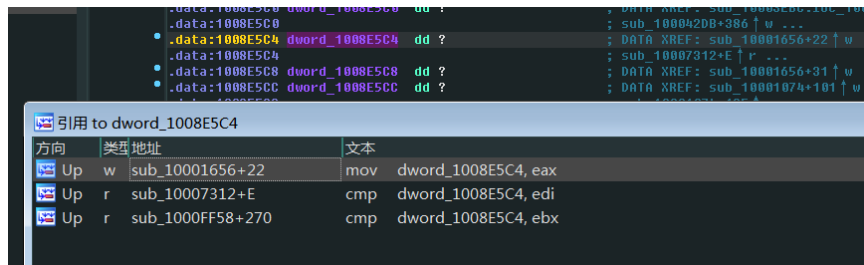 .data:1008E5C0
; sub_100042DB+386↑w ...
.data:1008E5C4 dword_1008E5C4 dd ? ; DATA XREF: sub_10001656+22↑w
.data:1008E5C4 ; sub_10007312+E↑r ...
.data:1008E5C8 dword_1008E5C8 dd ? ; DATA XREF: sub_10001656+31↑w
.data:1008E5CC dword_1008E5CC dd ? ; DATA XREF: sub_10001074+101↑w
引用 to dword_1008E5C4
方向 类型 地址 文本
Up w sub_10001656+22 mov dword_1008E5C4, eax
Up r sub_10007312+E cmp dword_1008E5C4, edi
Up r sub_1000FF58+270 cmp dword_1008E5C4, ebx